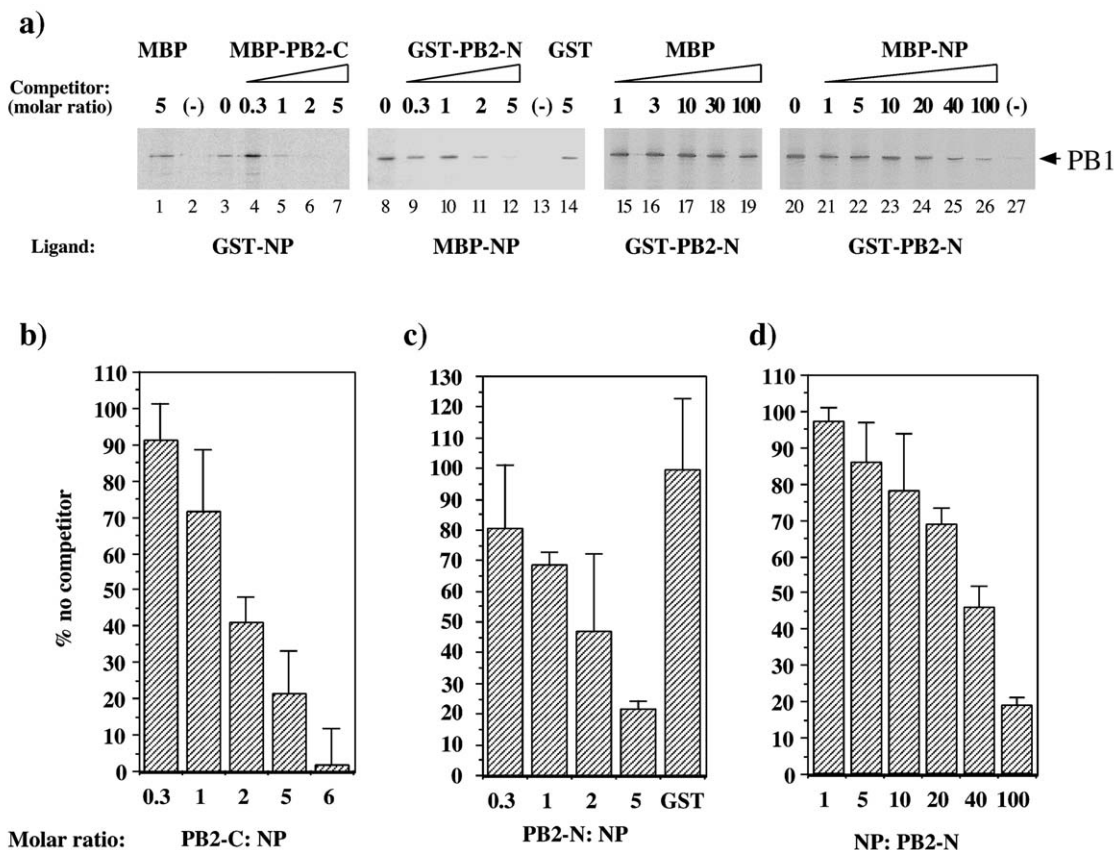 a)
MBP MBP-PB2-C GST-PB2-N GST MBP MBP-NP
Competitor:
(molar ratio) 5 (-) 0 0.3 1 2 5 0 0.3 1 2 5 (-) 5 1 3 10 30 100 0 1 5 10 20 40 100 (-)
PB1
1 2 3 4 5 6 7 8 9 10 11 12 13 14 15 16 17 18 19 20 21 22 23 24 25 26 27
Ligand: GST-NP MBP-NP GST-PB2-N GST-PB2-N
b)
% no competitor
110
100
90
80
70
60
50
40
30
20
10
0
0.3 1 2 5 6
Molar ratio: PB2-C: NP
c)
130
120
110
100
90
80
70
60
50
40
30
20
10
0
0.3 1 2 5 GST
PB2-N: NP
d)
110
100
90
80
70
60
50
40
30
20
10
0
1 5 10 20 40 100
NP: PB2-N